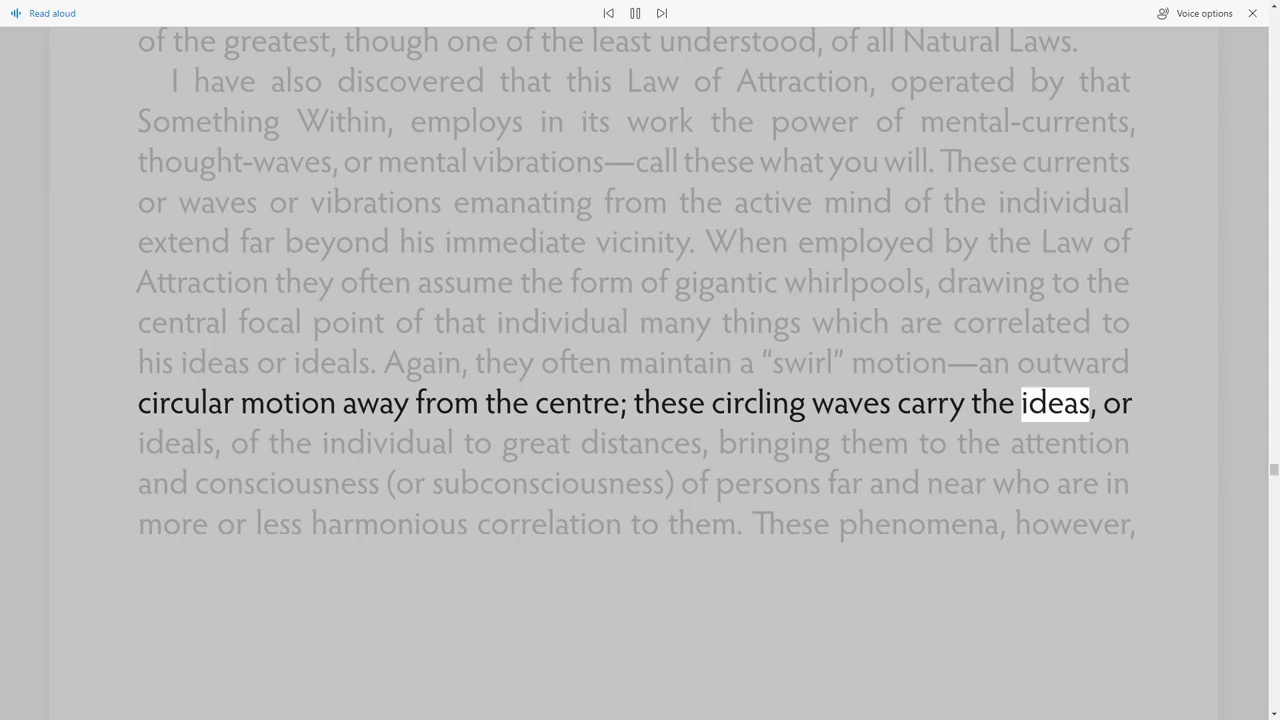 Read aloud
Voice options
of the greatest, though one of the least understood, of all Natural Laws.
I have also discovered that this Law of Attraction, operated by that
Something Within, employs in its work the power of mental-currents,
thought-waves, or mental vibrations—call these what you will. These currents
or waves or vibrations emanating from the active mind of the individual
extend far beyond his immediate vicinity. When employed by the Law of
Attraction they often assume the form of gigantic whirlpools, drawing to the
central focal point of that individual many things which are correlated to
his ideas or ideals. Again, they often maintain a “swirl” motion—an outward
circular motion away from the centre; these circling waves carry the ideas, or
ideals, of the individual to great distances, bringing them to the attention
and consciousness (or subconsciousness) of persons far and near who are in
more or less harmonious correlation to them. These phenomena, however,